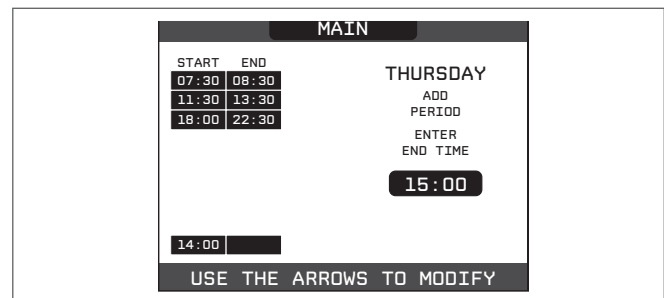 MAIN
START END
07:30 08:30
11:30 13:30
18:00 22:30
14:00
THURSDAY
ADD
PERIOD
ENTER
END TIME
15:00
USE THE ARROWS TO MODIFY